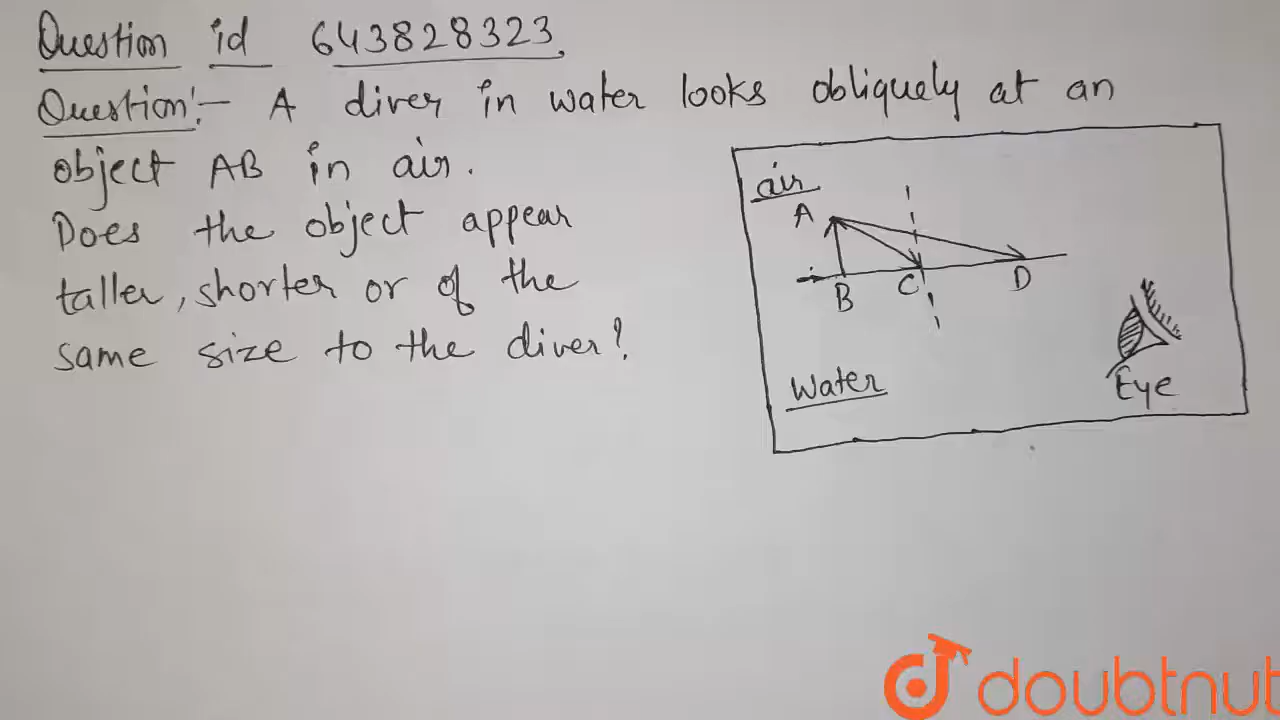 Question id 643828323.
Question:- A diver in water looks obliquely at an
object AB in air.
Does the object appear
taller, shorter or of the
same size to the diver?
air
A
B
C
D
Water
Eye
doubtnut